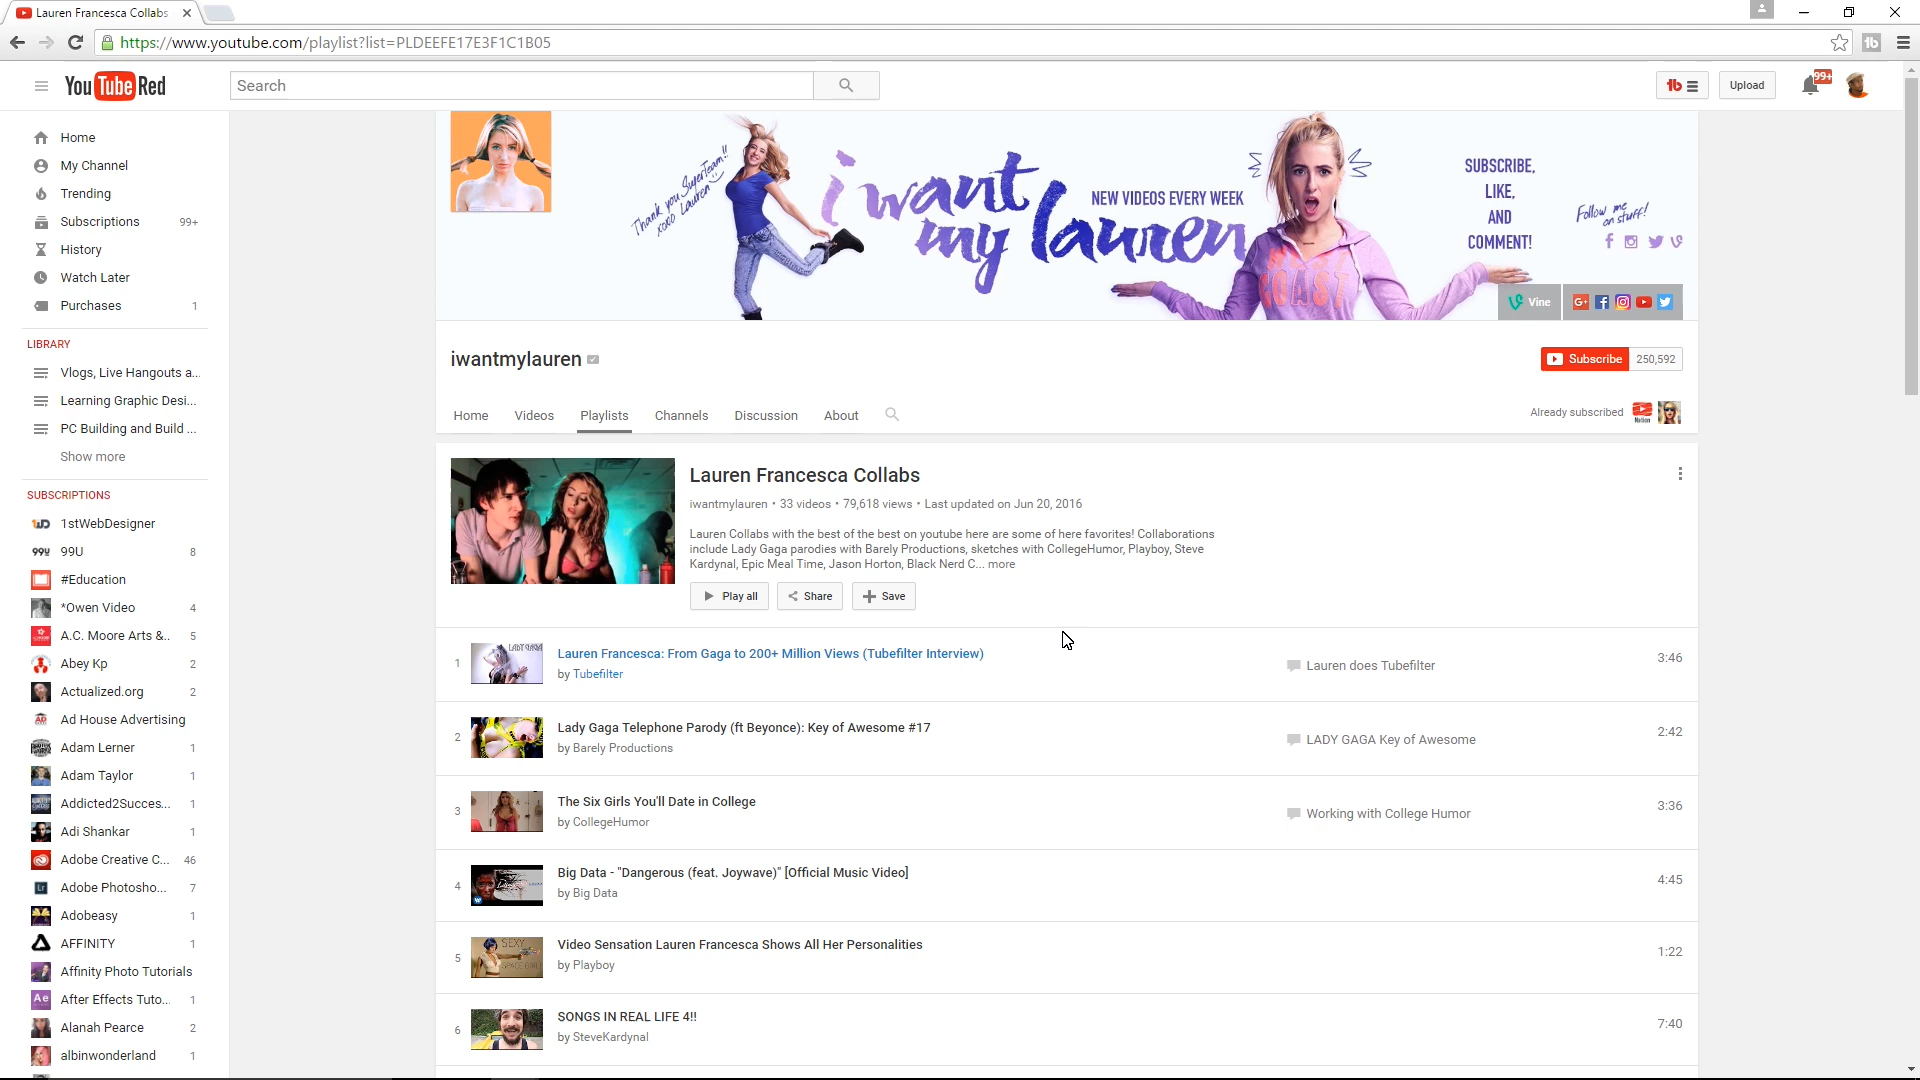 Lauren Francesca Collabs
https://www.youtube.com/playlist?list=PLDEEFE17E3F1C1B05
YouTube Red
Search
Upload
99+
Home
My Channel
Trending
Subscriptions 99+
History
Watch Later
Purchases 1
LIBRARY
Vlogs, Live Hangouts a...
Learning Graphic Desi...
PC Building and Build ...
Show more
SUBSCRIPTIONS
1stWebDesigner
99U 8
#Education
*Owen Video 4
A.C. Moore Arts &.. 5
Abey Kp 2
Actualized.org 2
Ad House Advertising
Adam Lerner 1
Adam Taylor 1
Addicted2Succes... 1
Adi Shankar 1
Adobe Creative C... 46
Adobe Photosho... 7
Adobeasy 1
AFFINITY 1
Affinity Photo Tutorials
After Effects Tuto... 1
Alanah Pearce 2
albinwonderland 1
Thank you SuperTeam!!
xoxo Lauren
i want my lauren
NEW VIDEOS EVERY WEEK
SUBSCRIBE,
LIKE,
AND
COMMENT!
Follow me
on stuff!
Vine
iwantmylauren
Subscribe 250,592
Home Videos Playlists Channels Discussion About
Already subscribed
Lauren Francesca Collabs
iwantmylauren • 33 videos • 79,618 views • Last updated on Jun 20, 2016
Lauren Collabs with the best of the best on youtube here are some of here favorites! Collaborations
include Lady Gaga parodies with Barely Productions, sketches with CollegeHumor, Playboy, Steve
Kardynal, Epic Meal Time, Jason Horton, Black Nerd C... more
Play all Share Save
1 Lauren Francesca: From Gaga to 200+ Million Views (Tubefilter Interview) Lauren does Tubefilter 3:46
by Tubefilter
2 Lady Gaga Telephone Parody (ft Beyonce): Key of Awesome #17 LADY GAGA Key of Awesome 2:42
by Barely Productions
3 The Six Girls You'll Date in College Working with College Humor 3:36
by CollegeHumor
4 Big Data - "Dangerous (feat. Joywave)" [Official Music Video] 4:45
by Big Data
5 Video Sensation Lauren Francesca Shows All Her Personalities 1:22
by Playboy
6 SONGS IN REAL LIFE 4!! 7:40
by SteveKardynal